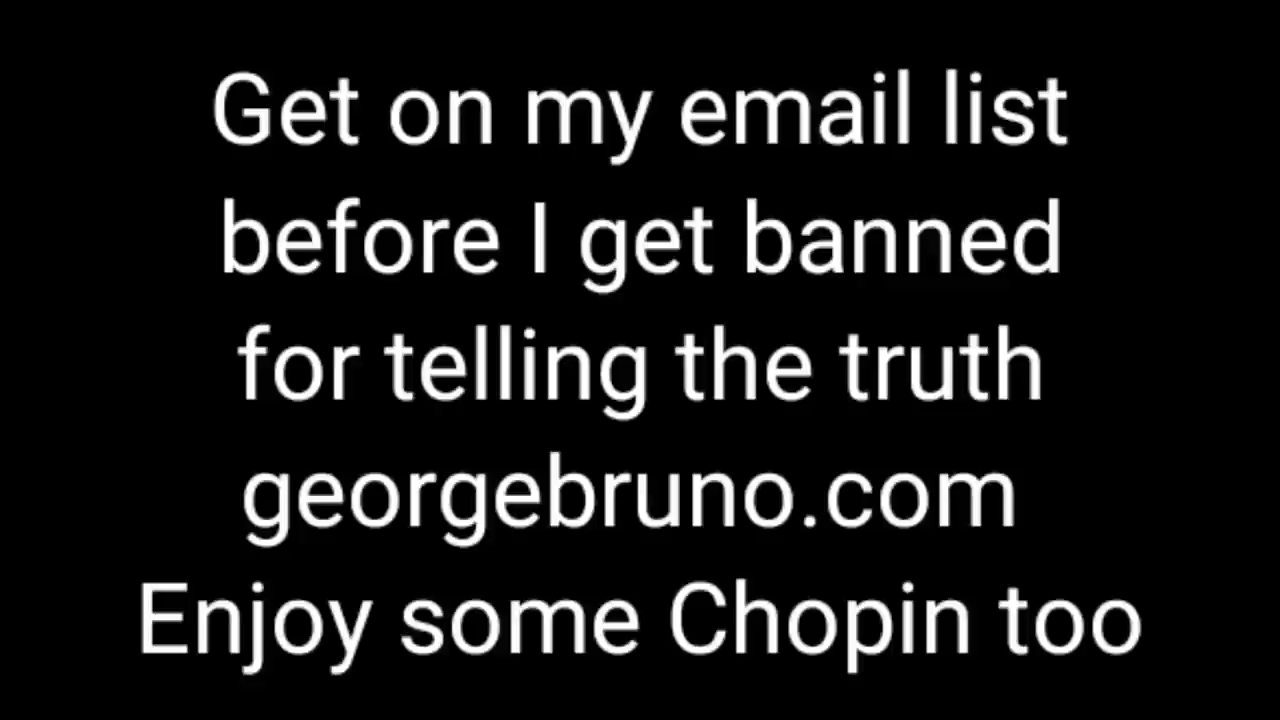 Get on my email list
before I get banned
for telling the truth
georgebruno.com
Enjoy some Chopin too